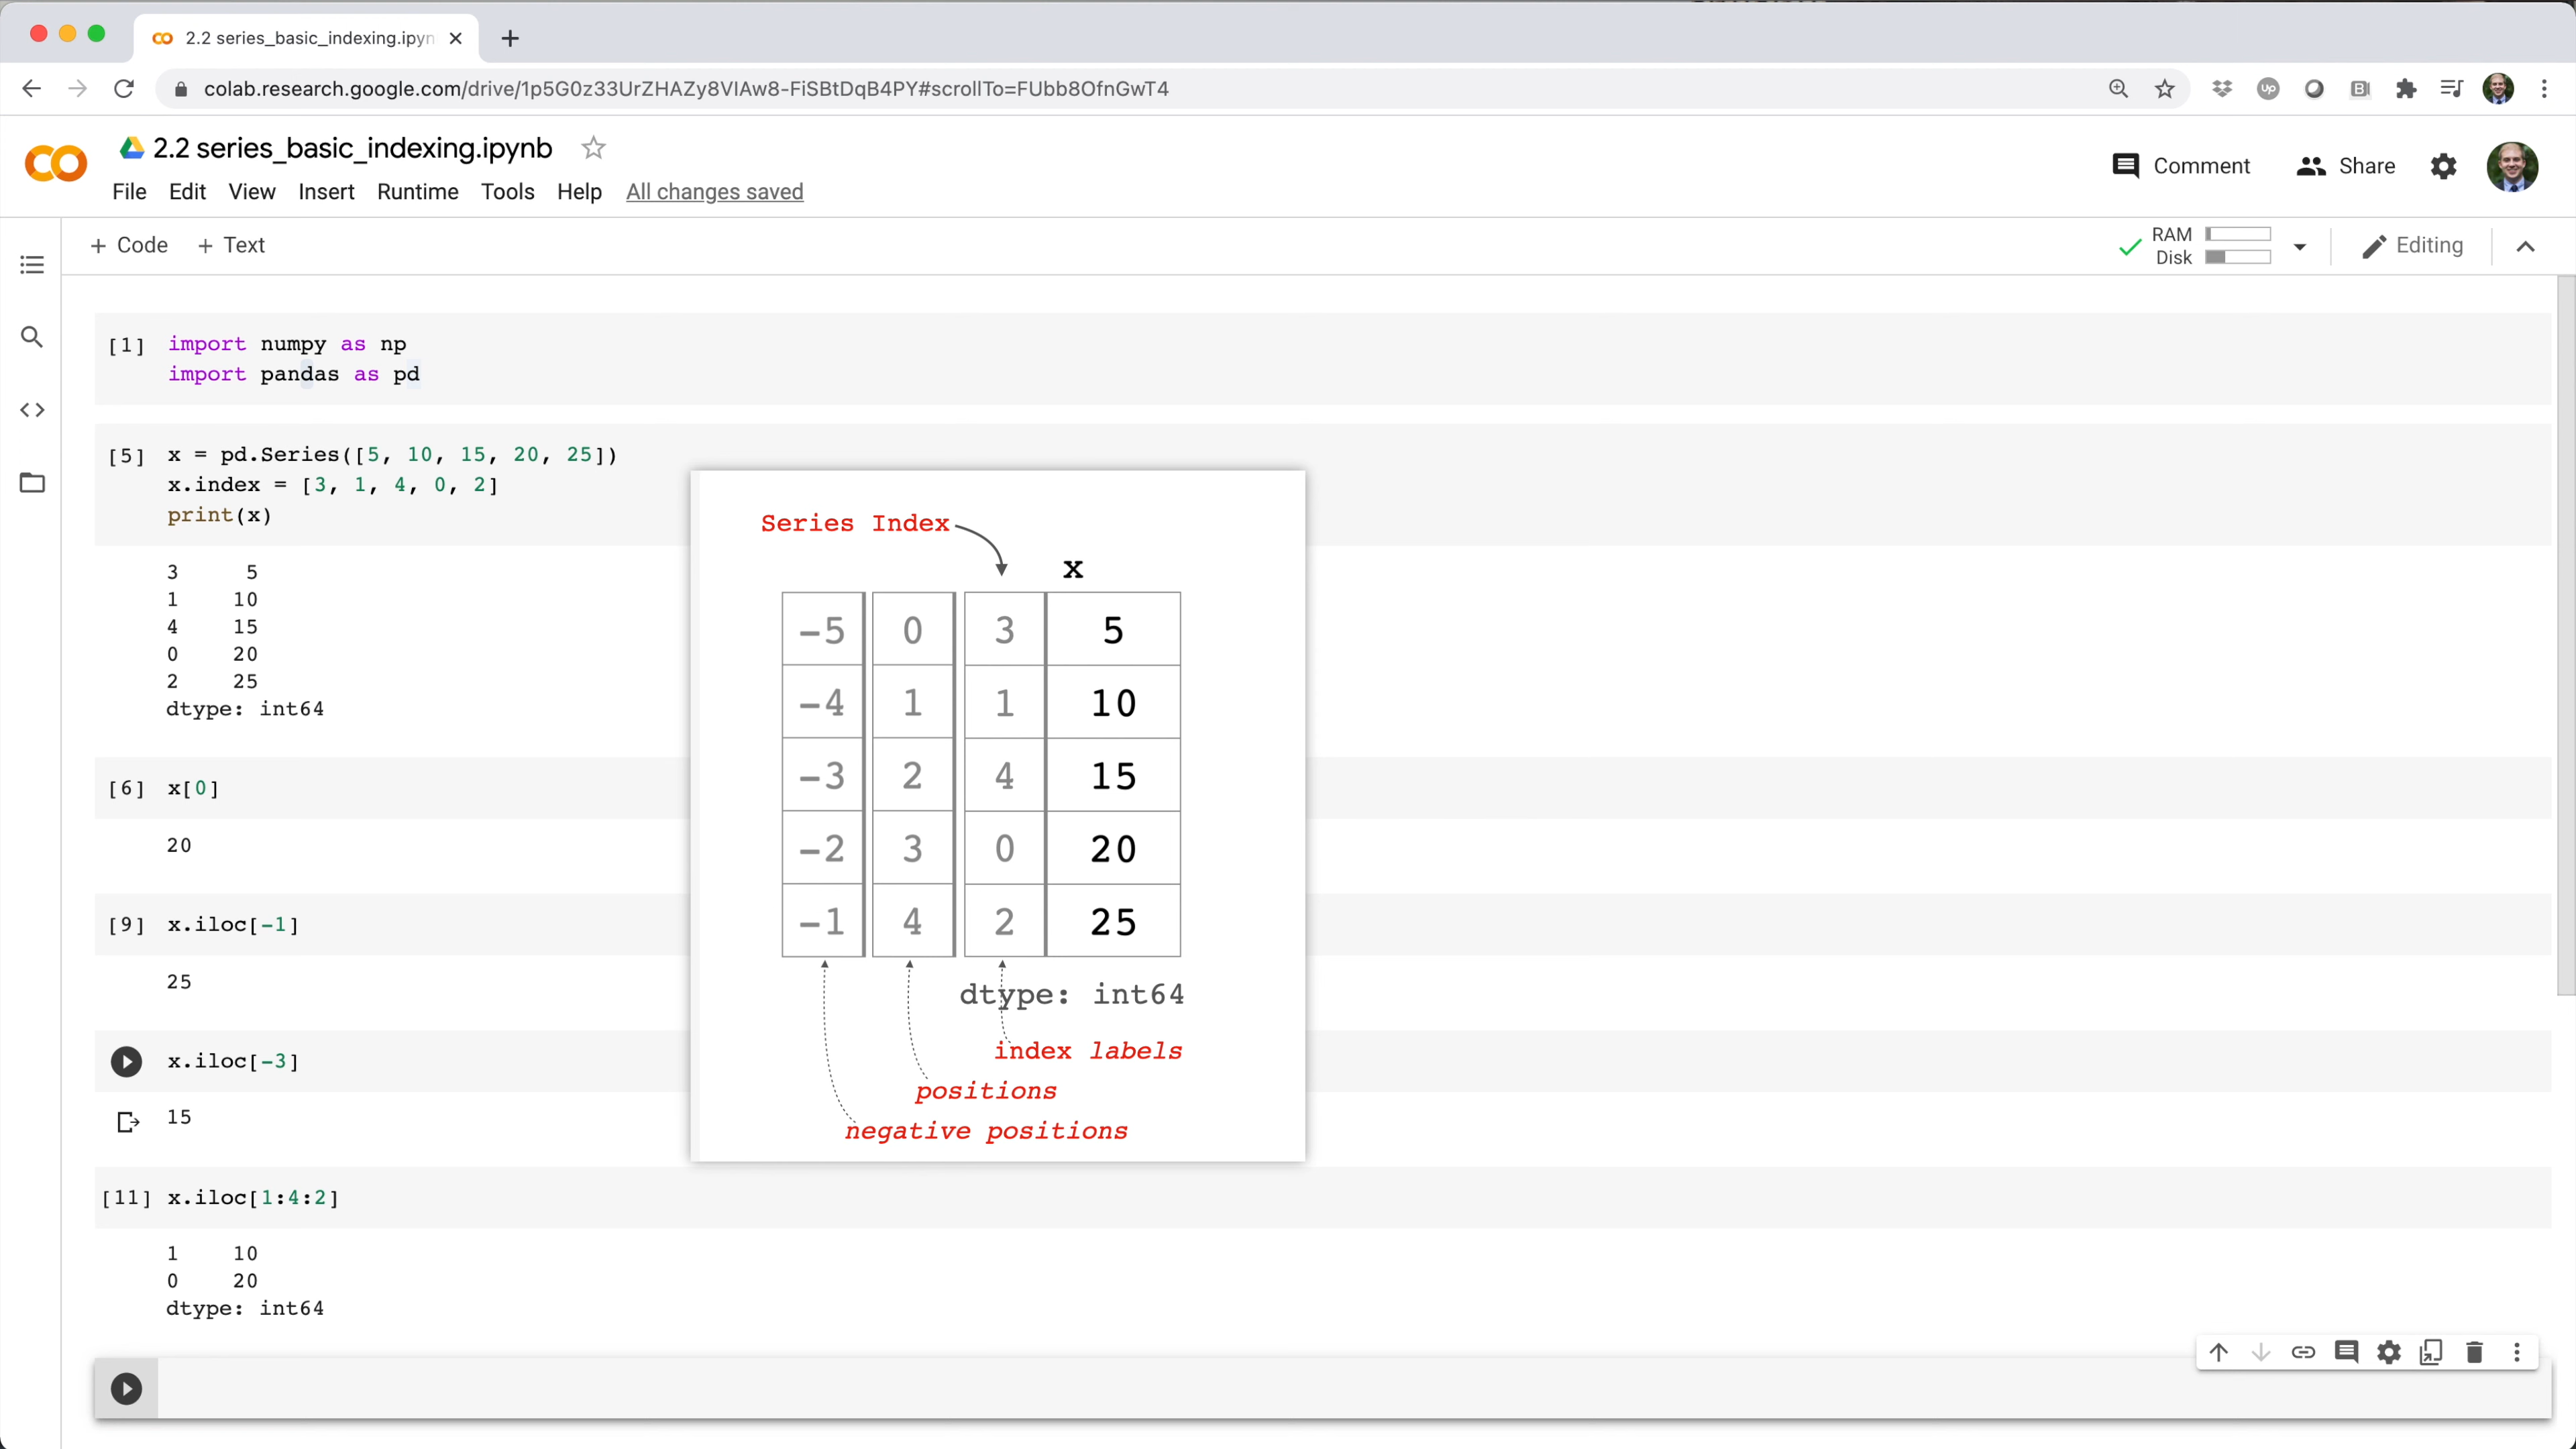 2.2 series_basic_indexing.ipyn
colab.research.google.com/drive/1p5G0z33UrZHAZy8VIAw8-FiSBtDqB4PY#scrollTo=FUbb8OfnGwT4
2.2 series_basic_indexing.ipynb
File Edit View Insert Runtime Tools Help All changes saved
Comment Share
+ Code + Text
RAM
Disk
Editing
[1] import numpy as np
import pandas as pd
[5] x = pd.Series([5, 10, 15, 20, 25])
x.index = [3, 1, 4, 0, 2]
print(x)
3 5
1 10
4 15
0 20
2 25
dtype: int64
[6] x[0]
20
[9] x.iloc[-1]
25
x.iloc[-3]
15
[11] x.iloc[1:4:2]
1 10
0 20
dtype: int64
Series Index
x
-5 0 3 5
-4 1 1 10
-3 2 4 15
-2 3 0 20
-1 4 2 25
dtype: int64
index labels
positions
negative positions